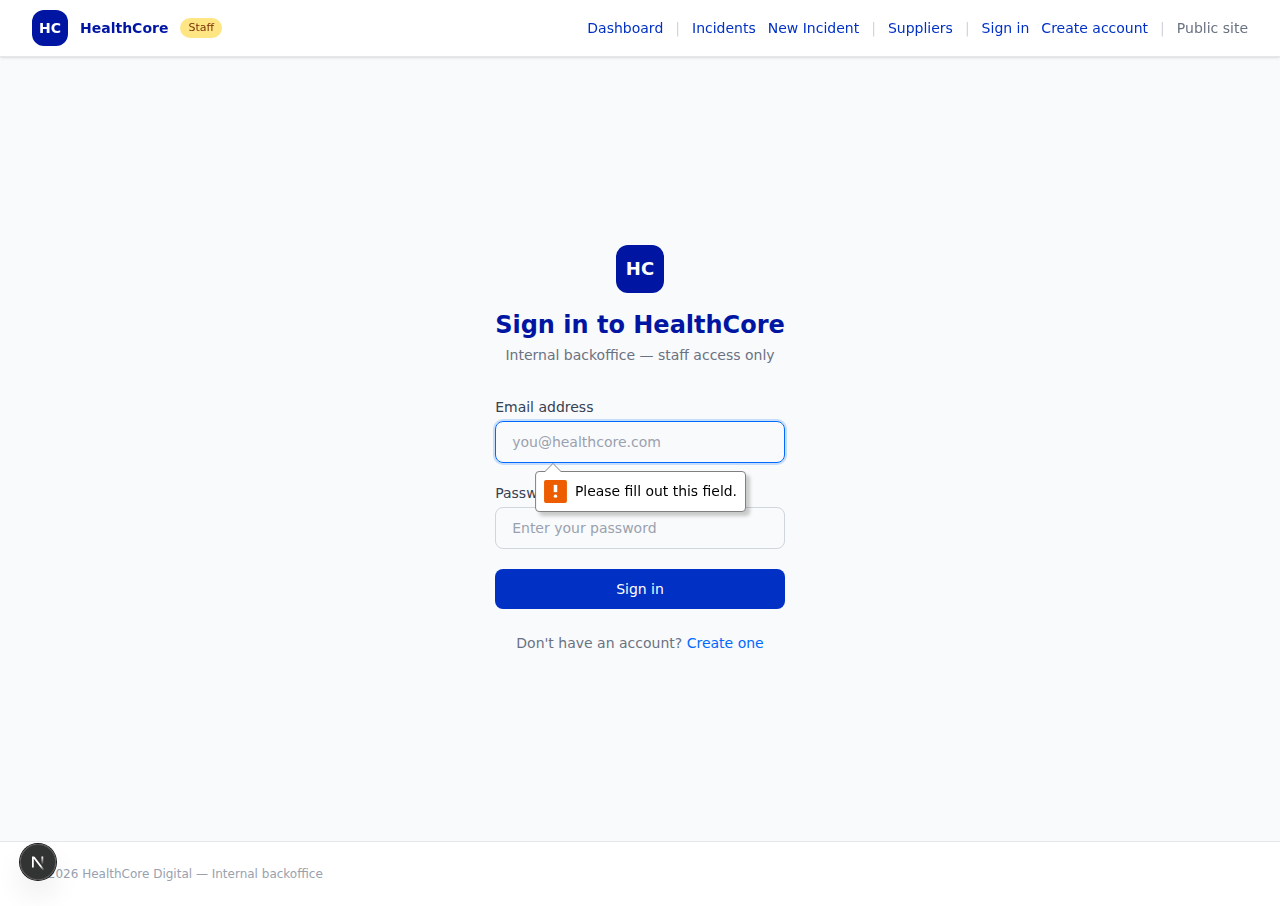 HC HealthCore Staff Dashboard | Incidents New Incident | Suppliers | Sign in Create account | Public site
HC
Sign in to HealthCore
Internal backoffice — staff access only
Email address
you@healthcore.com
Please fill out this field.
Enter your password
Sign in
Don't have an account? Create one
N
HealthCore Digital — Internal backoffice